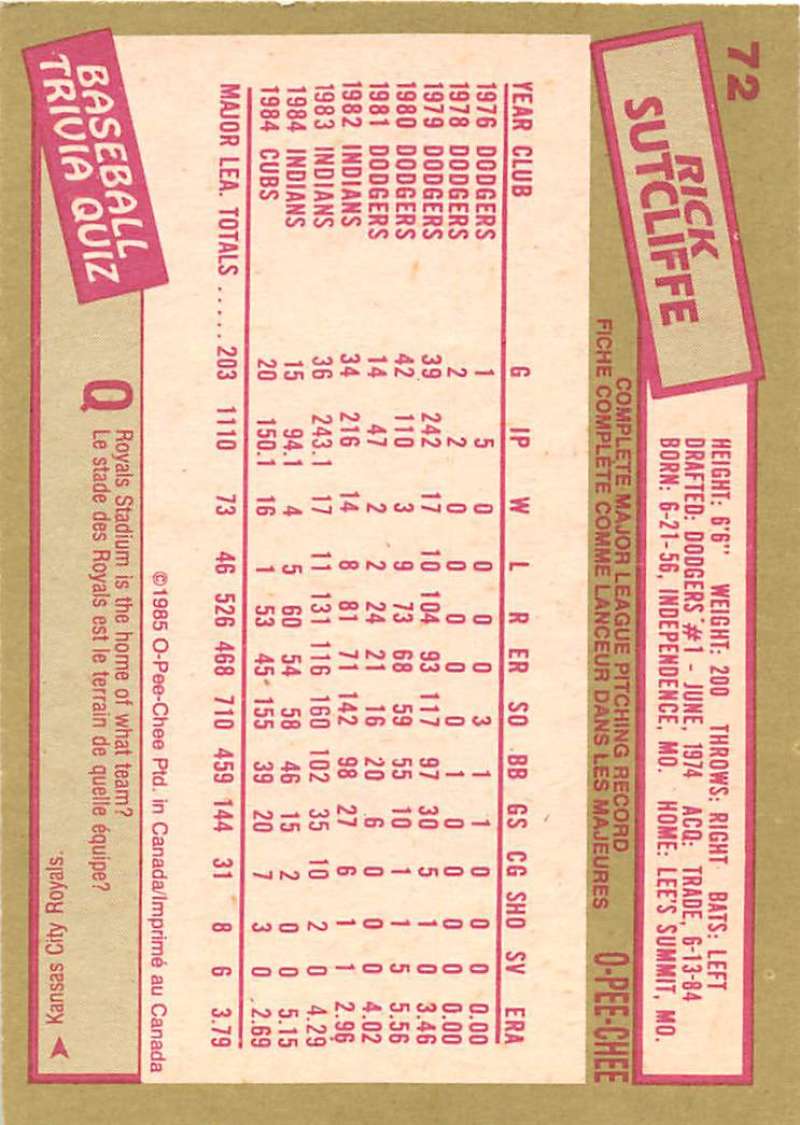 72
RICK
SUTCLIFFE
HEIGHT: 6'6" WEIGHT: 200 THROWS: RIGHT BATS: LEFT
DRAFTED: DODGERS #1 - JUNE, 1974 ACQ: TRADE, 6-13-84
BORN: 6-21-56, INDEPENDENCE, MO. HOME: LEE'S SUMMIT, MO.
COMPLETE MAJOR LEAGUE PITCHING RECORD
FICHE COMPLÈTE COMME LANCEUR DANS LES MAJEURES
O-PEE-CHEE
YEAR CLUB G IP W L R ER SO BB GS CG SHO SV ERA
1976 DODGERS 1 5 0 0 0 0 3 1 1 0 0 0 0.00
1978 DODGERS 2 2 0 0 0 0 0 1 0 0 0 0 0.00
1979 DODGERS 39 242 17 10 104 93 117 97 30 5 1 0 3.46
1980 DODGERS 42 110 3 9 73 68 59 55 10 1 1 5 5.56
1981 DODGERS 14 47 2 2 24 21 16 20 6 0 0 0 4.02
1982 INDIANS 34 216 14 8 81 71 142 98 27 6 1 1 2.96
1983 INDIANS 36 243.1 17 11 131 116 160 102 35 10 2 0 4.29
1984 INDIANS 15 94.1 4 5 60 54 58 46 15 2 0 0 5.15
1984 CUBS 20 150.1 16 1 53 45 155 39 20 7 3 0 2.69
MAJOR LEA. TOTALS ..... 203 1110 73 46 526 468 710 459 144 31 8 6 3.79
©1985 O-Pee-Chee Ptd. in Canada/Imprimé au Canada
BASEBALL
TRIVIA QUIZ
Q Royals Stadium is the home of what team?
Le stade des Royals est le terrain de quelle équipe?
Kansas City Royals.